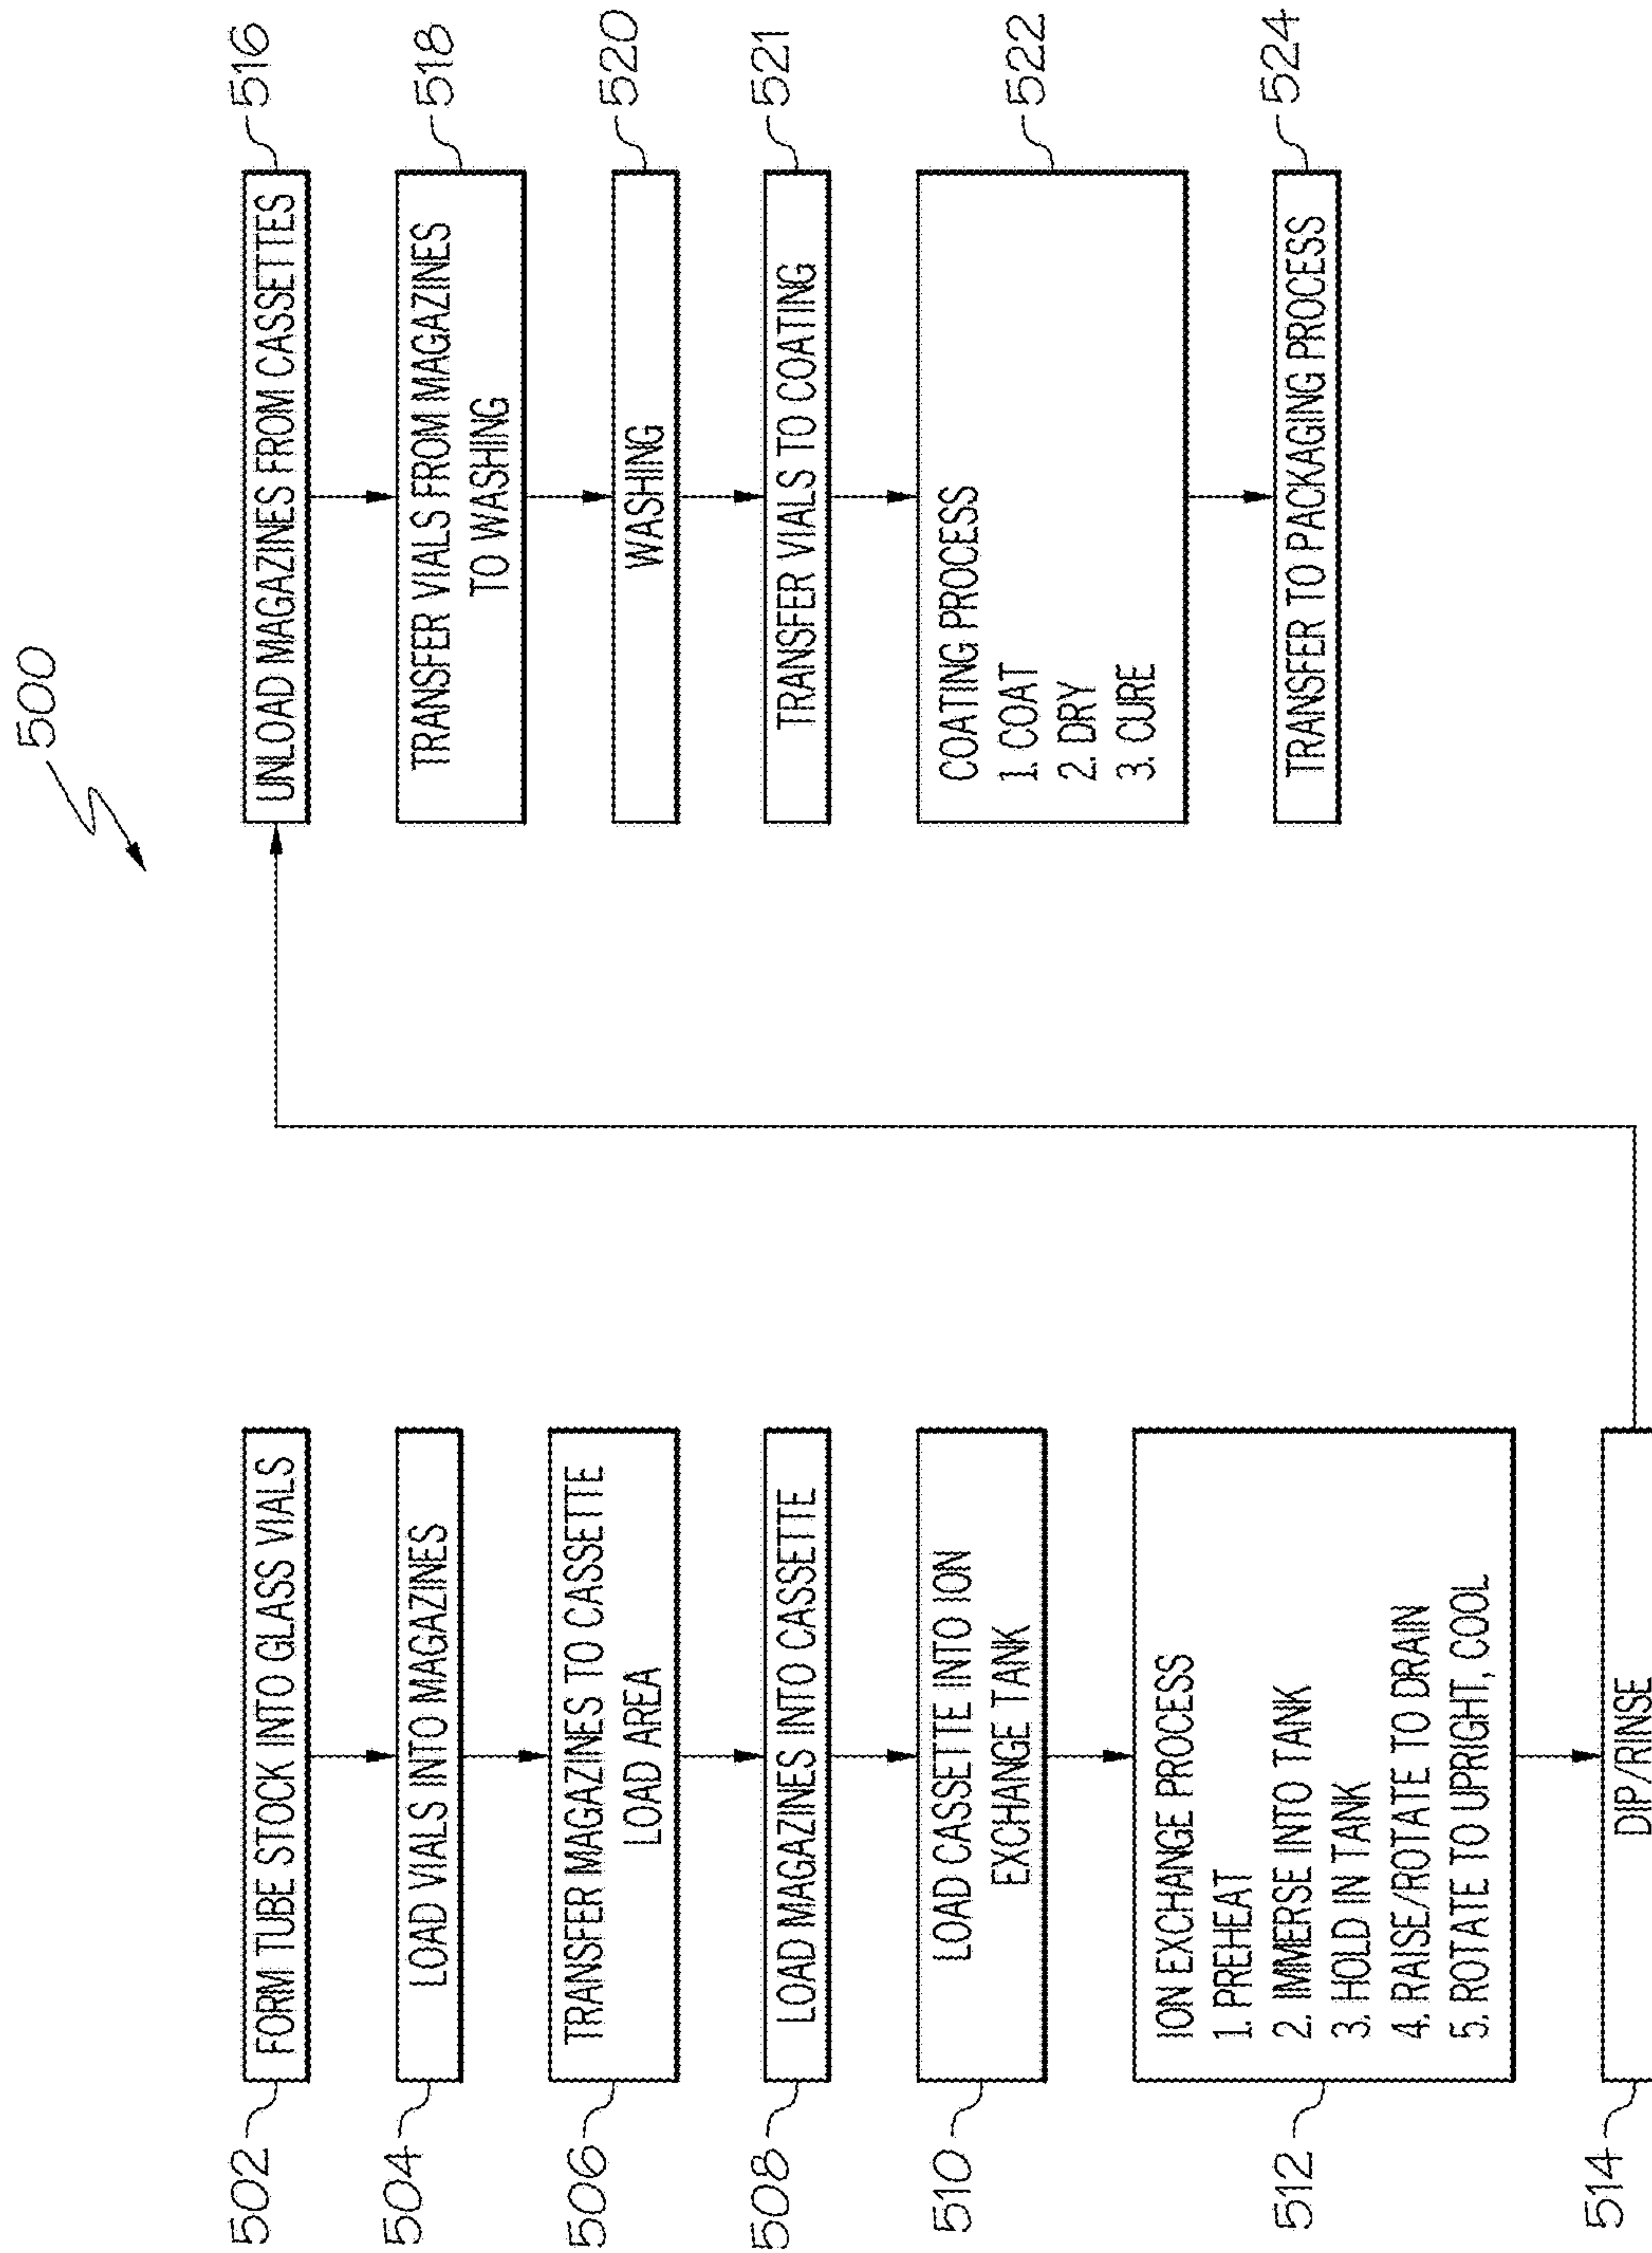 500
502
FORM TUBE STOCK INTO GLASS VIALS
504
LOAD VIALS INTO MAGAZINES
506
TRANSFER MAGAZINES TO CASSETTE
LOAD AREA
508
LOAD MAGAZINES INTO CASSETTE
510
LOAD CASSETTE INTO ION
EXCHANGE TANK
512
ION EXCHANGE PROCESS
1. PREHEAT
2. IMMERSE INTO TANK
3. HOLD IN TANK
4. RAISE/ROTATE TO DRAIN
5. ROTATE TO UPRIGHT, COOL
514
DIP/RINSE
UNLOAD MAGAZINES FROM CASSETTES
516
TRANSFER VIALS FROM MAGAZINES
TO WASHING
518
WASHING
520
TRANSFER VIALS TO COATING
521
COATING PROCESS
1. COAT
2. DRY
3. CURE
522
TRANSFER TO PACKAGING PROCESS
524